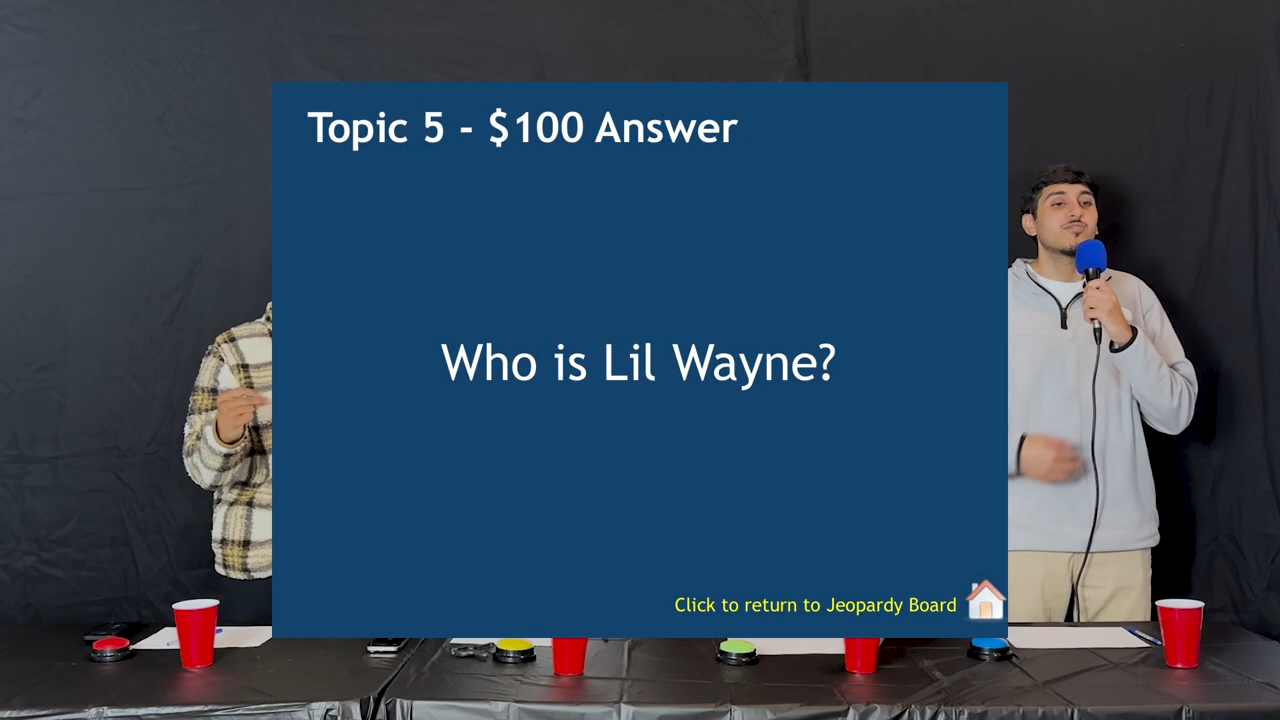 Topic 5 - $100 Answer
Who is Lil Wayne?
Click to return to Jeopardy Board